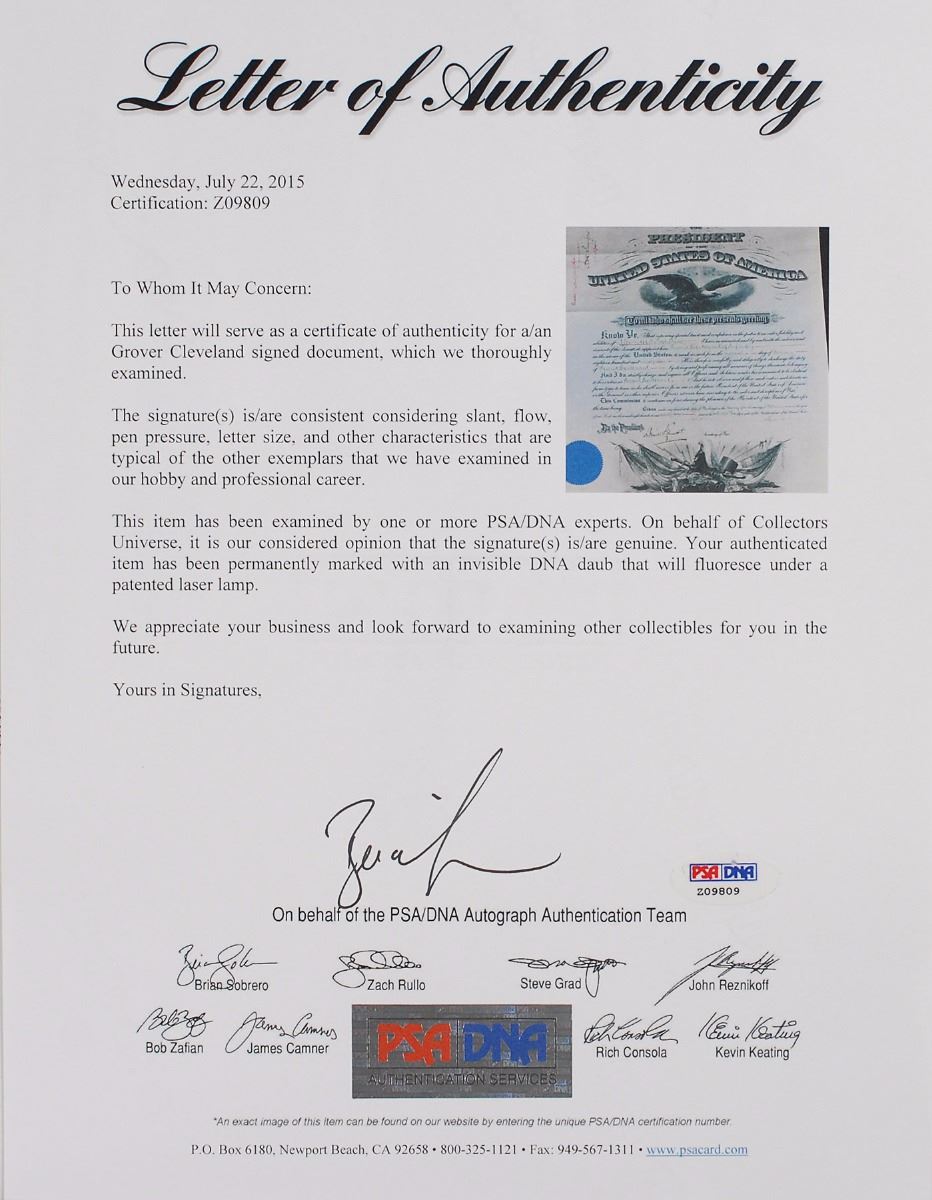 Letter of Authenticity
Wednesday, July 22, 2015
Certification: Z09809
PRESIDENT
UNITED STATES OF AMERICA
To all who shall see these presents greeting:
Know Ye,
To Whom It May Concern:
This letter will serve as a certificate of authenticity for a/an
Grover Cleveland signed document, which we thoroughly
examined.
The signature(s) is/are consistent considering slant, flow,
pen pressure, letter size, and other characteristics that are
typical of the other exemplars that we have examined in
our hobby and professional career.
This item has been examined by one or more PSA/DNA experts. On behalf of Collectors
Universe, it is our considered opinion that the signature(s) is/are genuine. Your authenticated
item has been permanently marked with an invisible DNA daub that will fluoresce under a
patented laser lamp.
We appreciate your business and look forward to examining other collectibles for you in the
future.
Yours in Signatures,
PSA DNA
Z09809
On behalf of the PSA/DNA Autograph Authentication Team
Brian Sobrero Zach Rullo Steve Grad John Reznikoff
Bob Zafian James Camner Rich Consola Kevin Keating
PSA DNA
AUTHENTICATION SERVICES
*An exact image of this item can be found on our website by entering the unique PSA/DNA certification number.
P.O. Box 6180, Newport Beach, CA 92658 • 800-325-1121 • Fax: 949-567-1311 • www.psacard.com